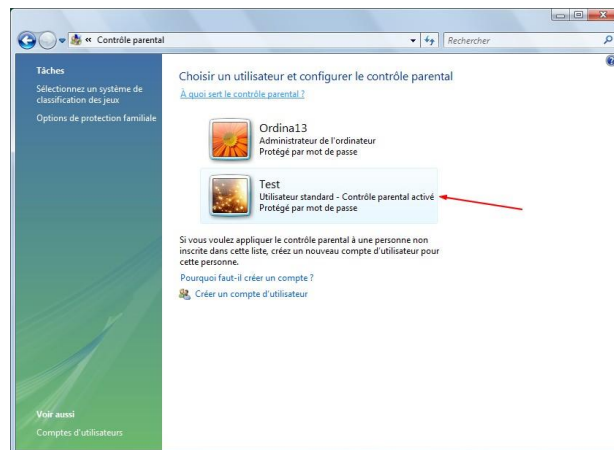 « Contrôle parental
Rechercher
Tâches
Sélectionnez un système de
classification des jeux
Options de protection familiale
Choisir un utilisateur et configurer le contrôle parental
À quoi sert le contrôle parental ?
Ordina13
Administrateur de l'ordinateur
Protégé par mot de passe
Test
Utilisateur standard - Contrôle parental activé
Protégé par mot de passe
Si vous voulez appliquer le contrôle parental à une personne non
inscrite dans cette liste, créez un nouveau compte d'utilisateur pour
cette personne.
Pourquoi faut-il créer un compte ?
Créer un compte d'utilisateur
Voir aussi
Comptes d'utilisateurs